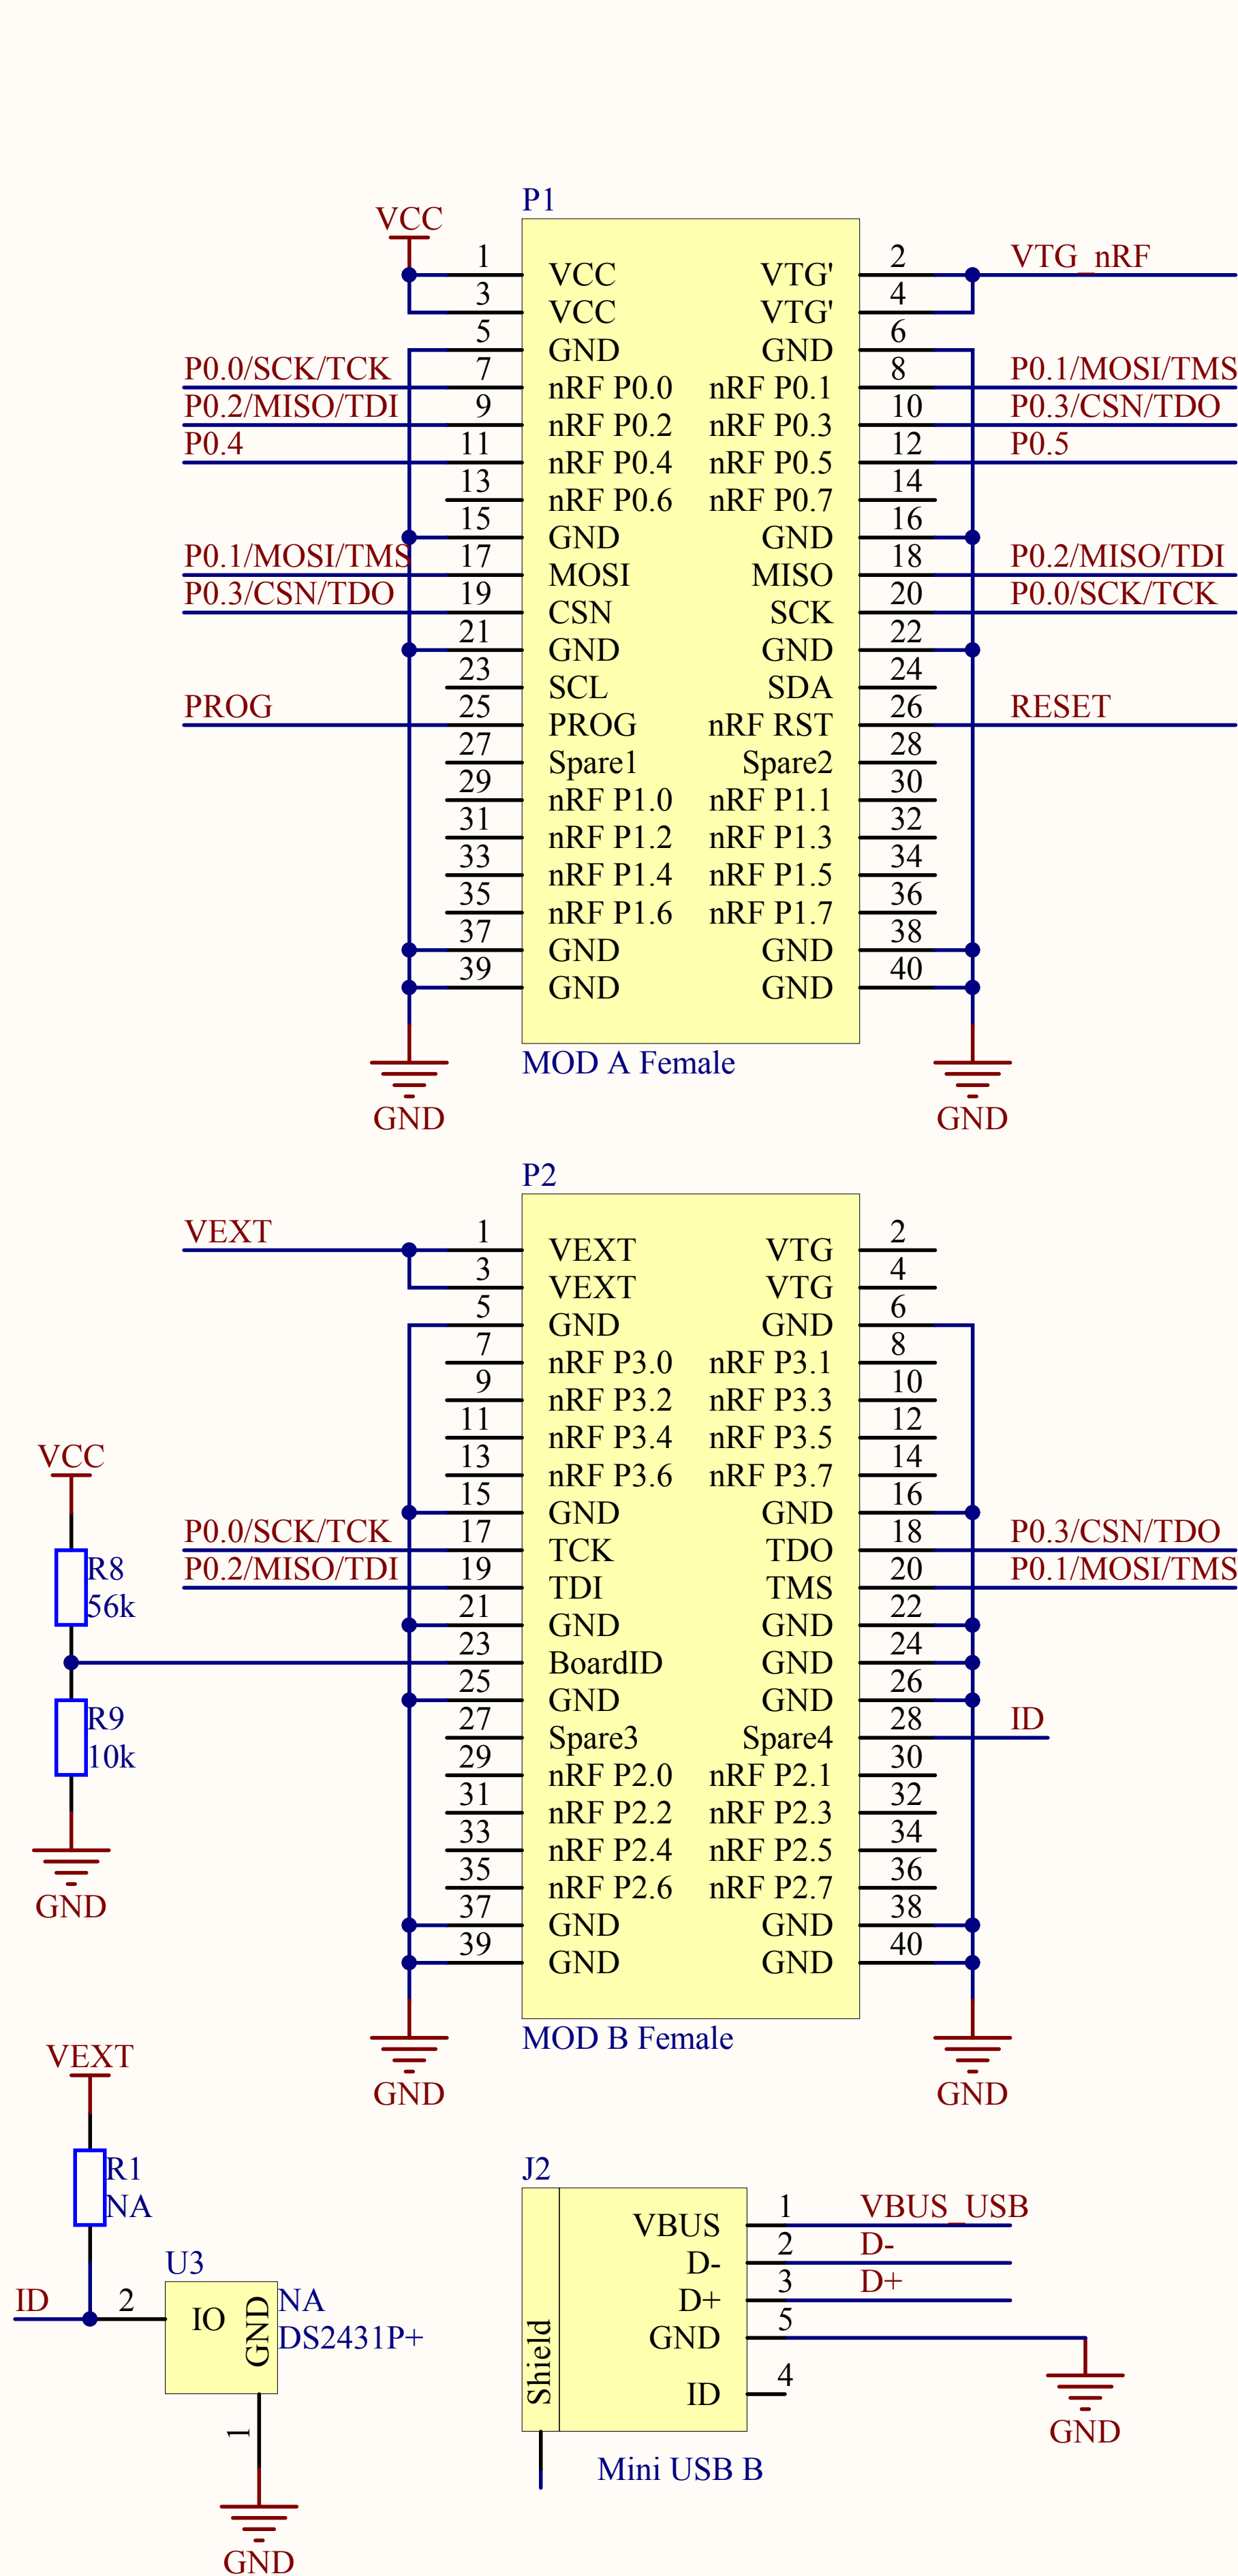 P1
VCC
1 2 VTG_nRF
VCC VTG'
3 4
VCC VTG'
5 6
GND GND
P0.0/SCK/TCK 7 8 P0.1/MOSI/TMS
nRF P0.0 nRF P0.1
P0.2/MISO/TDI 9 10 P0.3/CSN/TDO
nRF P0.2 nRF P0.3
P0.4 11 12 P0.5
nRF P0.4 nRF P0.5
13 14
nRF P0.6 nRF P0.7
15 16
GND GND
P0.1/MOSI/TMS 17 18 P0.2/MISO/TDI
MOSI MISO
P0.3/CSN/TDO 19 20 P0.0/SCK/TCK
CSN SCK
21 22
GND GND
23 24
SCL SDA
PROG 25 26 RESET
PROG nRF RST
27 28
Spare1 Spare2
29 30
nRF P1.0 nRF P1.1
31 32
nRF P1.2 nRF P1.3
33 34
nRF P1.4 nRF P1.5
35 36
nRF P1.6 nRF P1.7
37 38
GND GND
39 40
GND GND
MOD A Female
GND GND
P2
VEXT 1 2
VEXT VTG
3 4
VEXT VTG
5 6
GND GND
7 8
nRF P3.0 nRF P3.1
9 10
nRF P3.2 nRF P3.3
11 12
nRF P3.4 nRF P3.5
VCC 13 14
nRF P3.6 nRF P3.7
15 16
GND GND
P0.0/SCK/TCK 17 18 P0.3/CSN/TDO
TCK TDO
R8 P0.2/MISO/TDI 19 20 P0.1/MOSI/TMS
TDI TMS
56k 21 22
GND GND
23 24
BoardID GND
25 26
GND GND
R9 27 28 ID
Spare3 Spare4
10k 29 30
nRF P2.0 nRF P2.1
31 32
nRF P2.2 nRF P2.3
33 34
nRF P2.4 nRF P2.5
35 36
nRF P2.6 nRF P2.7
GND 37 38
GND GND
39 40
GND GND
MOD B Female
VEXT
GND GND
R1 J2
NA 1 VBUS_USB
VBUS
U3 2 D-
D-
ID 2 NA 3 D+
IO GND D+
DS2431P+ 5
GND
Shield 4
ID
1 GND
Mini USB B
GND